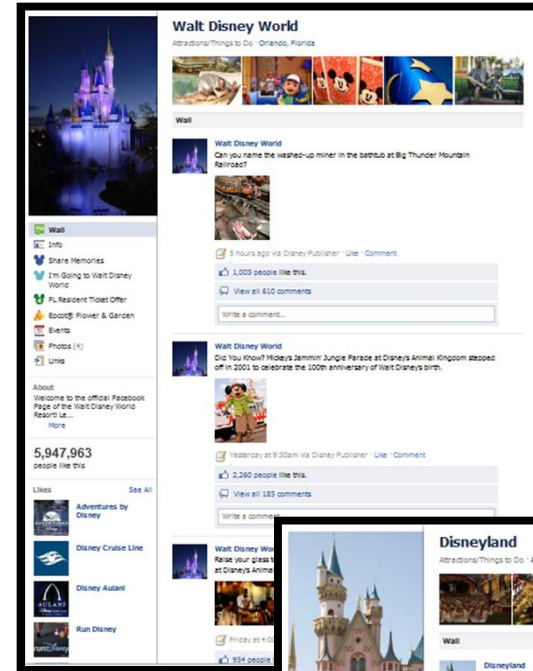 Walt Disney World
Attractions/Things to Do · Orlando, Florida
Wall
Walt Disney World
Can you name the washed-up miner in the bathtub at Big Thunder Mountain
Railroad?
5 hours ago via Disney Publisher · Like · Comment
1,003 people like this.
View all 610 comments
Write a comment...
Walt Disney World
Did You Know? Mickey's Jammin' Jungle Parade at Disney's Animal Kingdom stepped
off in 2001 to celebrate the 100th anniversary of Walt Disney's birth.
Yesterday at 9:30am via Disney Publisher · Like · Comment
2,260 people like this.
View all 185 comments
Write a comment
Walt Disney Wo
Raise your glass t
at Disney's Anima
Friday at 4:0
954 people
Wall
Info
Share Memories
I'm Going to Walt Disney
World
FL Resident Ticket Offer
Epcot® Flower & Garden
Events
Photos (4)
Links
About
Welcome to the official Facebook
Page of the Walt Disney World
Resort! Le...
More
5,947,963
people like this
Likes
See All
Adventures by
Disney
Disney Cruise Line
AULANI
Disney Aulani
runDisney
Run Disney
Disneyland
Attractions/Things to Do ·
Wall
Disneyland